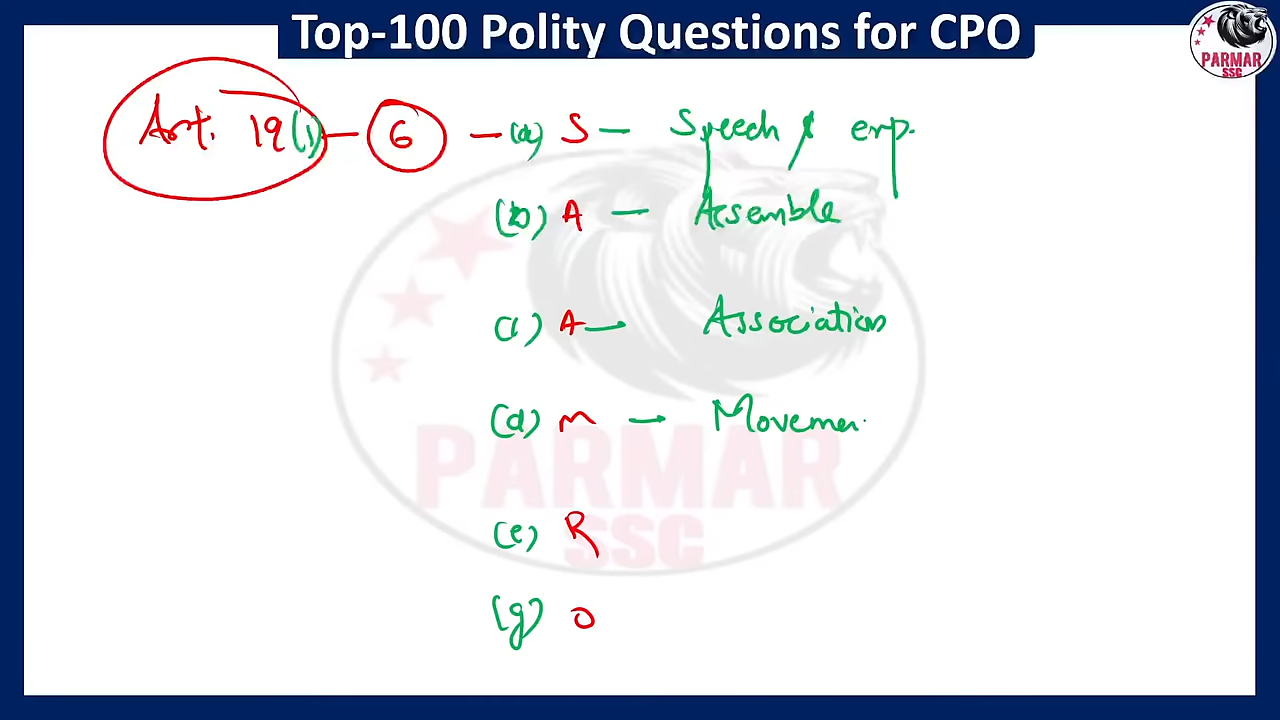 Top-100 Polity Questions for CPO
PARMAR
SSC
Art. 19(1) — 6 — (a) S — Speech & exp.
(b) A — Assemble
(c) A → Association
(d) M → Movemen
(e) R
(g) O
PARMAR
SSC